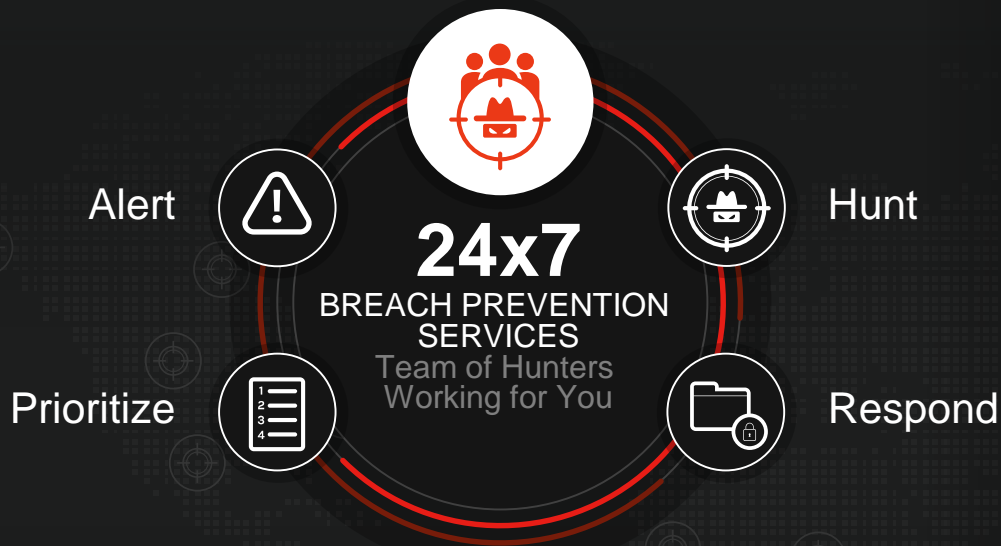 Alert
Hunt
24x7
BREACH PREVENTION
SERVICES
Team of Hunters
Working for You
Prioritize
1
2
3
4
Respond